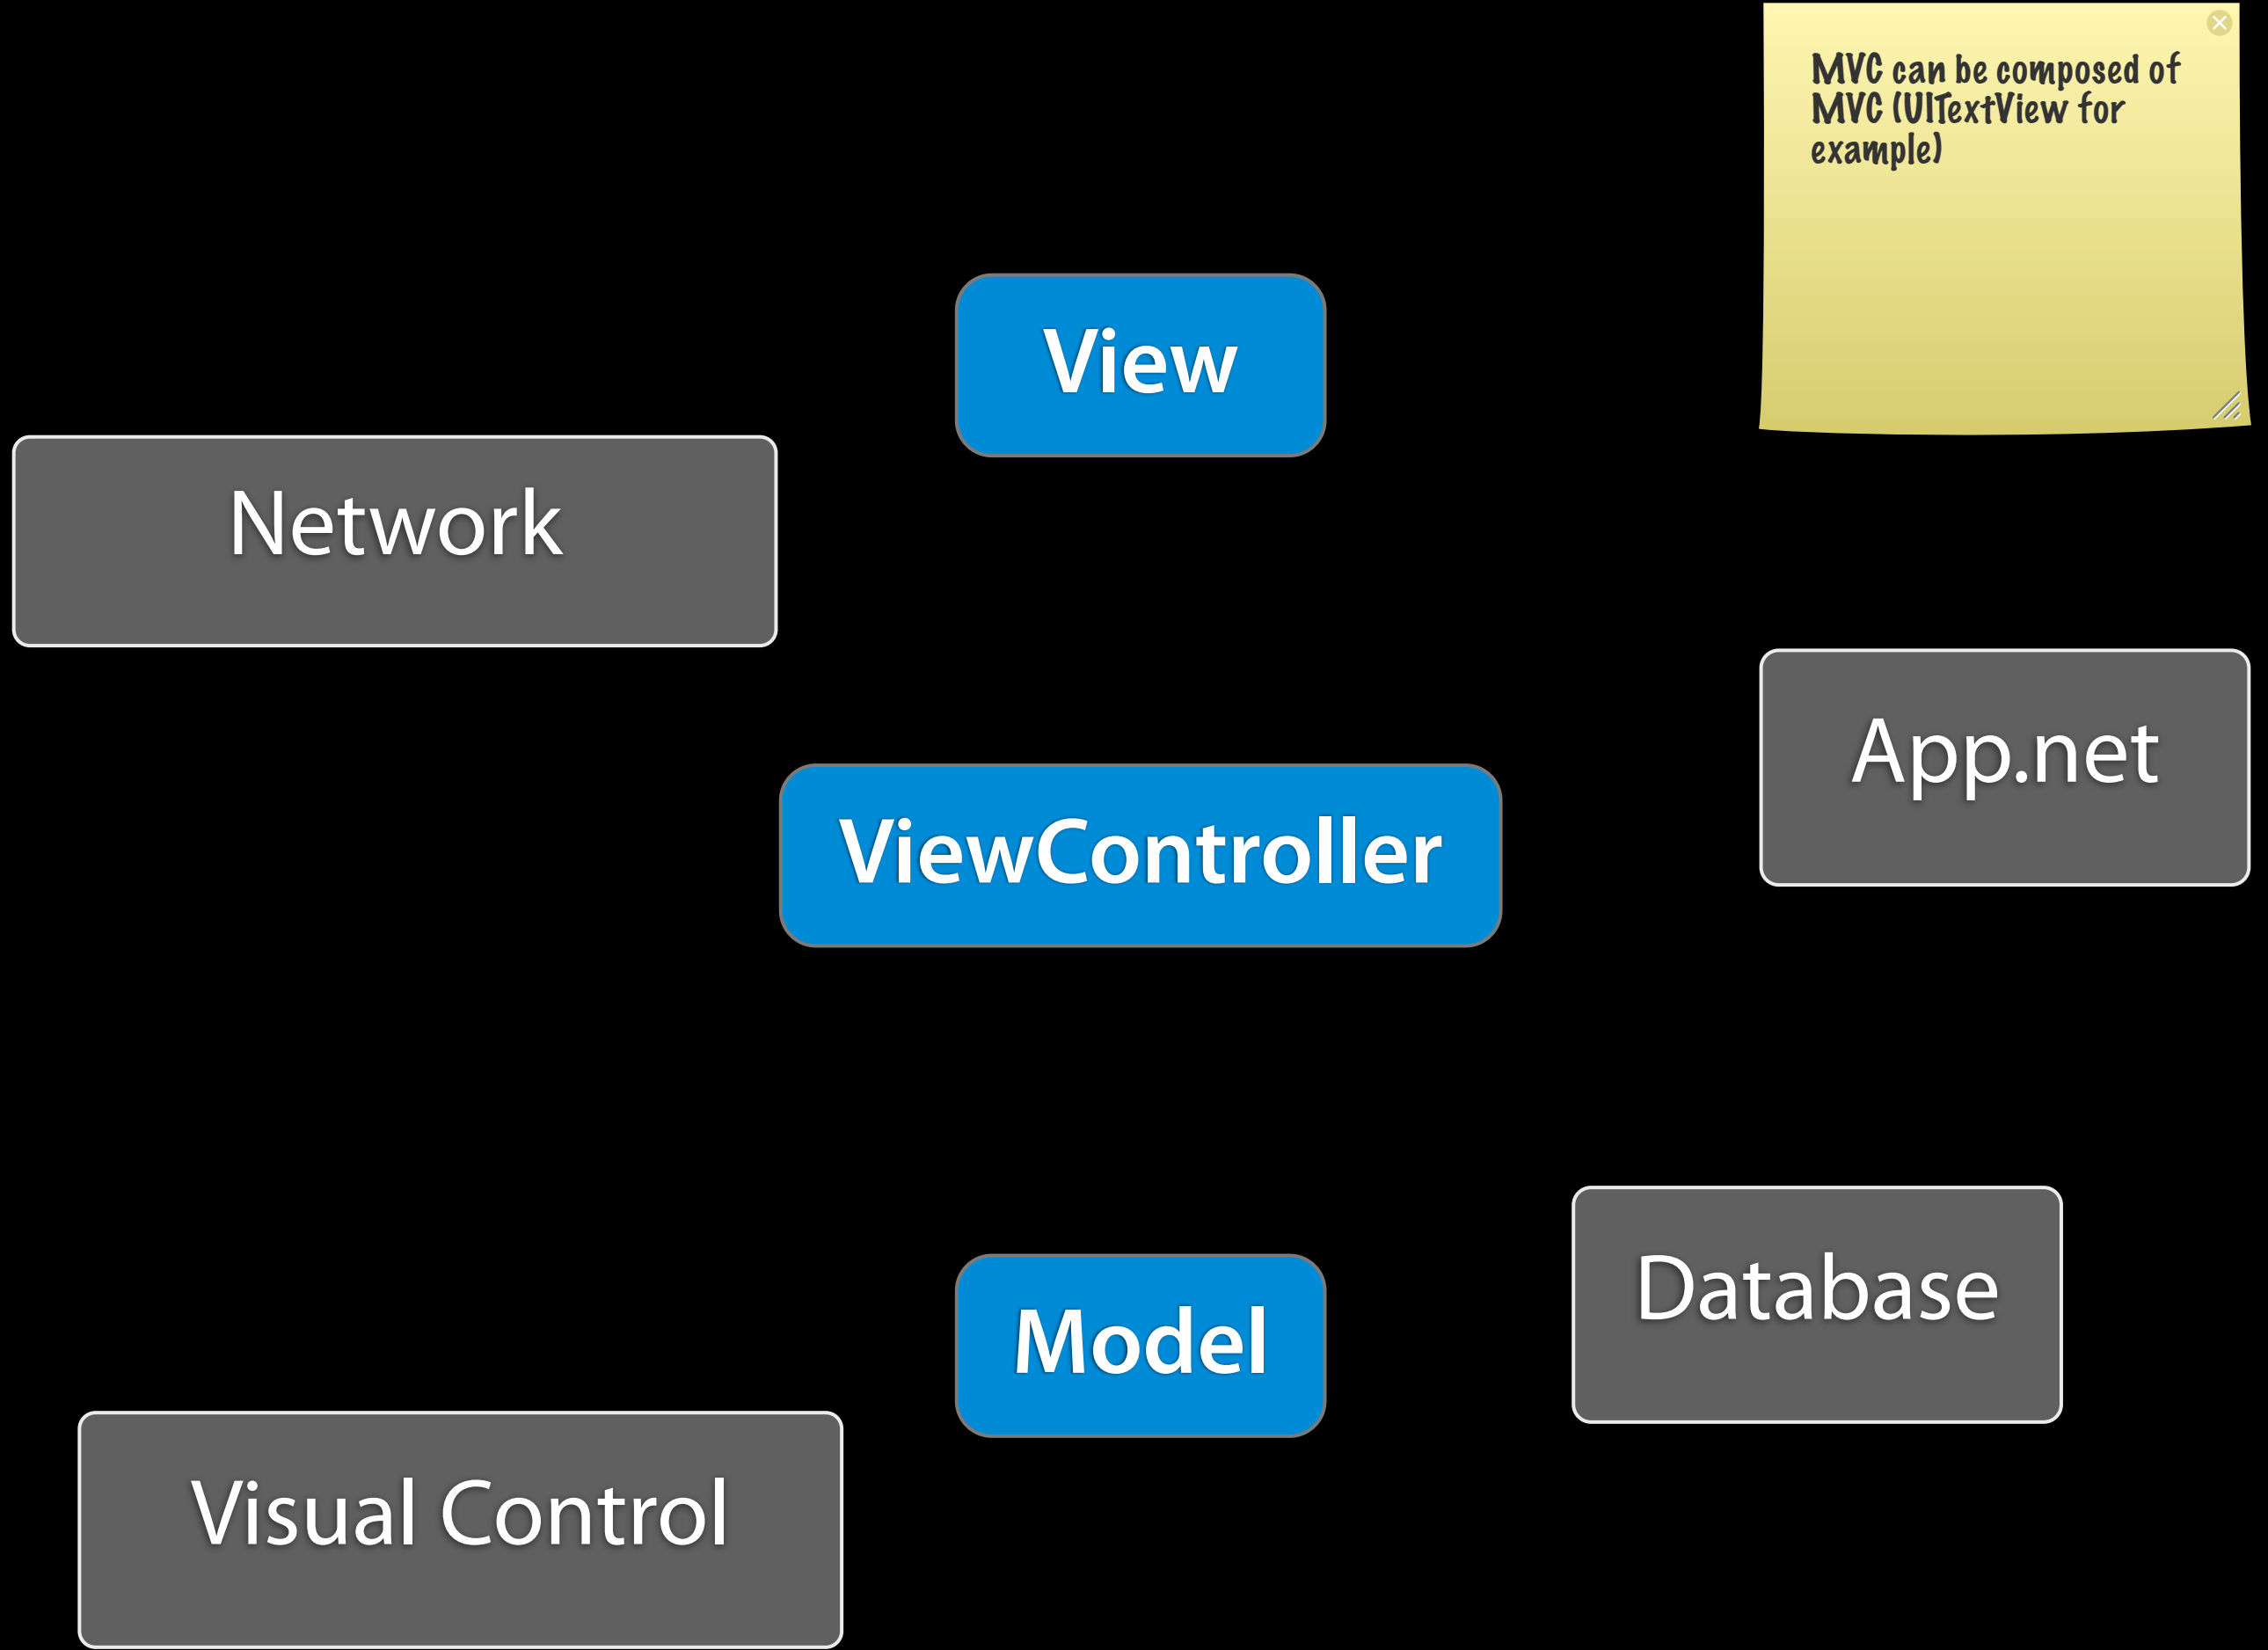 MVC can be composed of
MVC (UITextView for
example)
View
Network
App.net
ViewController
Database
Model
Visual Control